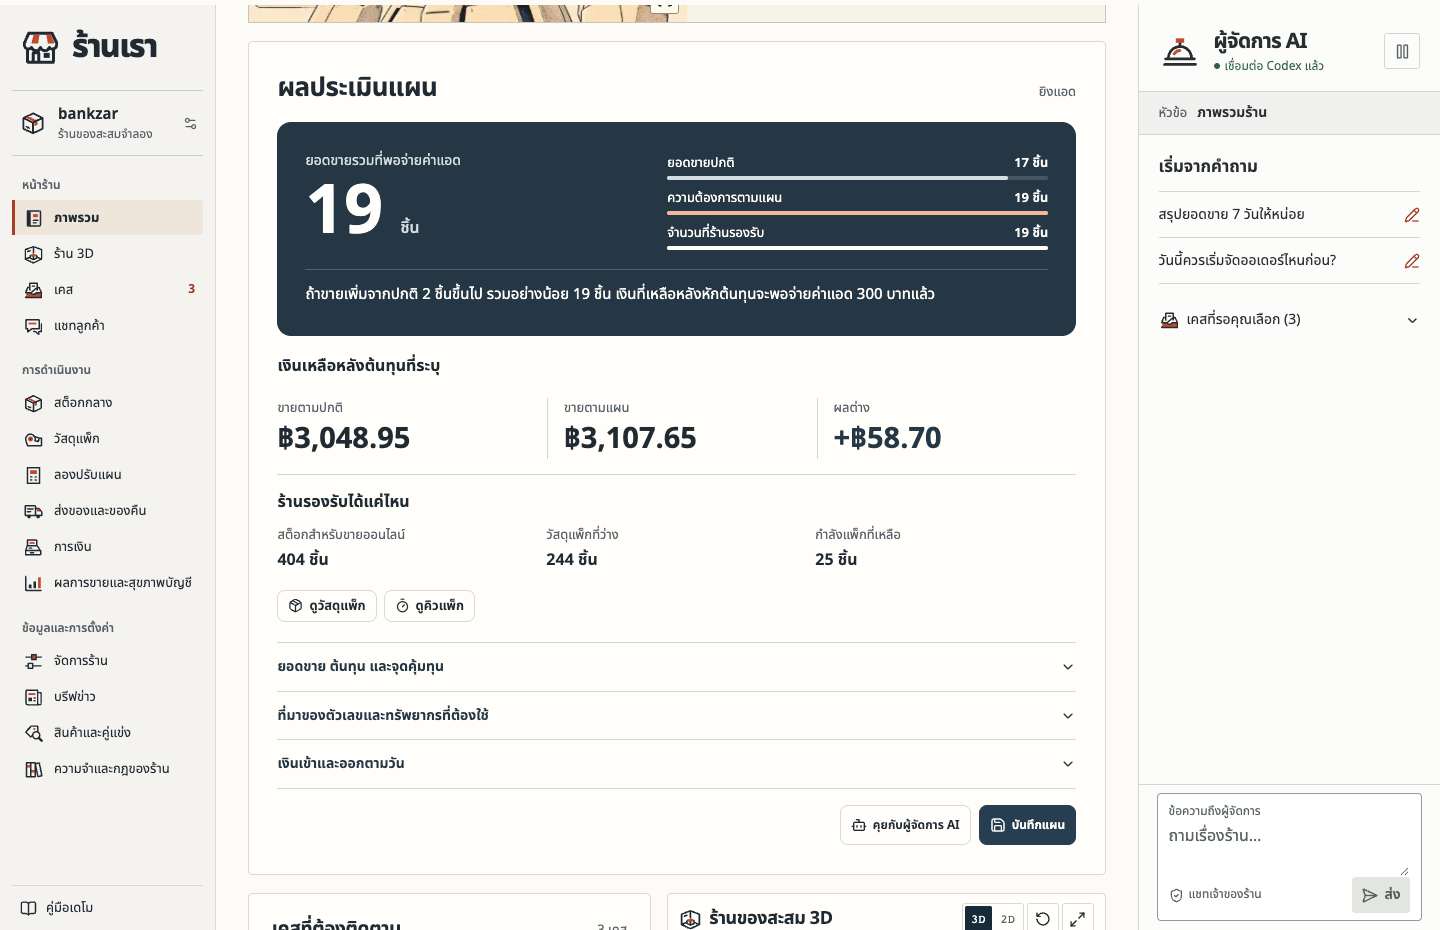 ร้านเรา
bankzar
ร้านของสะสมจำลอง
หน้าร้าน
ภาพรวม
ร้าน 3D
เคส
3
แชทลูกค้า
การดำเนินงาน
สต็อกกลาง
วัสดุแพ็ก
ลองปรับแผน
ส่งของและของคืน
การเงิน
ผลการขายและสุขภาพบัญชี
ข้อมูลและการตั้งค่า
จัดการร้าน
บรีฟข่าว
สินค้าและคู่แข่ง
ความจำและกฎของร้าน
คู่มือเดโม
ผลประเมินแผน
ยิงแอด
ยอดขายรวมที่พอจ่ายค่าแอด
19 ชิ้น
ยอดขายปกติ 17 ชิ้น
ความต้องการตามแผน 19 ชิ้น
จำนวนที่ร้านรองรับ 19 ชิ้น
ถ้าขายเพิ่มจากปกติ 2 ชิ้นขึ้นไป รวมอย่างน้อย 19 ชิ้น เงินที่เหลือหลังหักต้นทุนจะพอจ่ายค่าแอด 300 บาทแล้ว
เงินเหลือหลังต้นทุนที่ระบุ
ขายตามปกติ
฿3,048.95
ขายตามแผน
฿3,107.65
ผลต่าง
+฿58.70
ร้านรองรับได้แค่ไหน
สต็อกสำหรับขายออนไลน์
404 ชิ้น
วัสดุแพ็กที่ว่าง
244 ชิ้น
กำลังแพ็กที่เหลือ
25 ชิ้น
ดูวัสดุแพ็ก
ดูคิวแพ็ก
ยอดขาย ต้นทุน และจุดคุ้มทุน
ที่มาของตัวเลขและทรัพยากรที่ต้องใช้
เงินเข้าและออกตามวัน
คุยกับผู้จัดการ AI
บันทึกแผน
เคสที่ต้องติดตาม
3 เคส
ร้านของสะสม 3D
3D
2D
ผู้จัดการ AI
เชื่อมต่อ Codex แล้ว
หัวข้อ ภาพรวมร้าน
เริ่มจากคำถาม
สรุปยอดขาย 7 วันให้หน่อย
วันนี้ควรเริ่มจัดออเดอร์ไหนก่อน?
เคสที่รอคุณเลือก (3)
ข้อความถึงผู้จัดการ
ถามเรื่องร้าน...
แชทเจ้าของร้าน
ส่ง